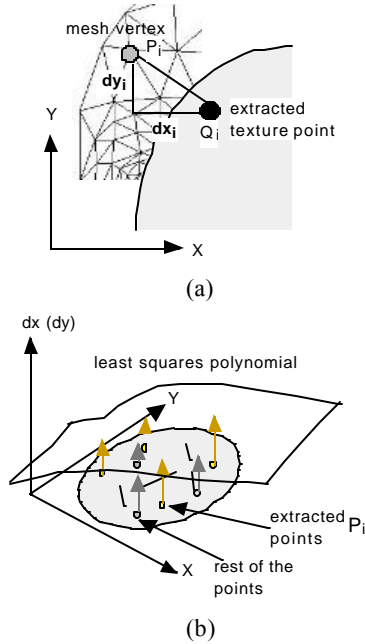 mesh vertex
Pi
dyi
Y
dxi
Qi
extracted
texture point
X
(a)
dx (dy)
least squares polynomial
Y
extracted Pi
points
rest of the
points
X
(b)